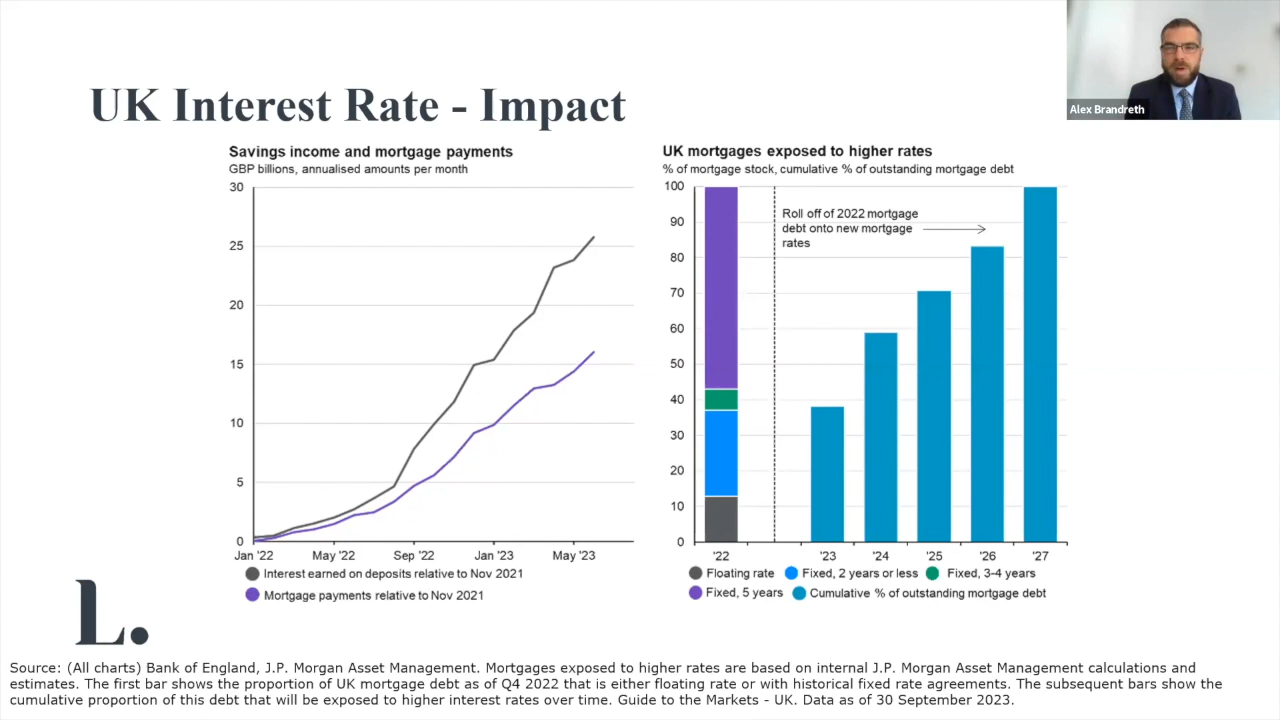 Alex Brandreth
UK Interest Rate - Impact
Savings income and mortgage payments
GBP billions, annualised amounts per month
30
25
20
15
10
5
0
Jan '22
May '22
Sep '22
Jan '23
May '23
Interest earned on deposits relative to Nov 2021
Mortgage payments relative to Nov 2021
UK mortgages exposed to higher rates
% of mortgage stock, cumulative % of outstanding mortgage debt
100
90
80
70
60
50
40
30
20
10
0
Roll off of 2022 mortgage
debt onto new mortgage
rates
'22
'23
'24
'25
'26
'27
Floating rate
Fixed, 2 years or less
Fixed, 3-4 years
Fixed, 5 years
Cumulative % of outstanding mortgage debt
L.
Source: (All charts) Bank of England, J.P. Morgan Asset Management. Mortgages exposed to higher rates are based on internal J.P. Morgan Asset Management calculations and
estimates. The first bar shows the proportion of UK mortgage debt as of Q4 2022 that is either floating rate or with historical fixed rate agreements. The subsequent bars show the
cumulative proportion of this debt that will be exposed to higher interest rates over time. Guide to the Markets - UK. Data as of 30 September 2023.